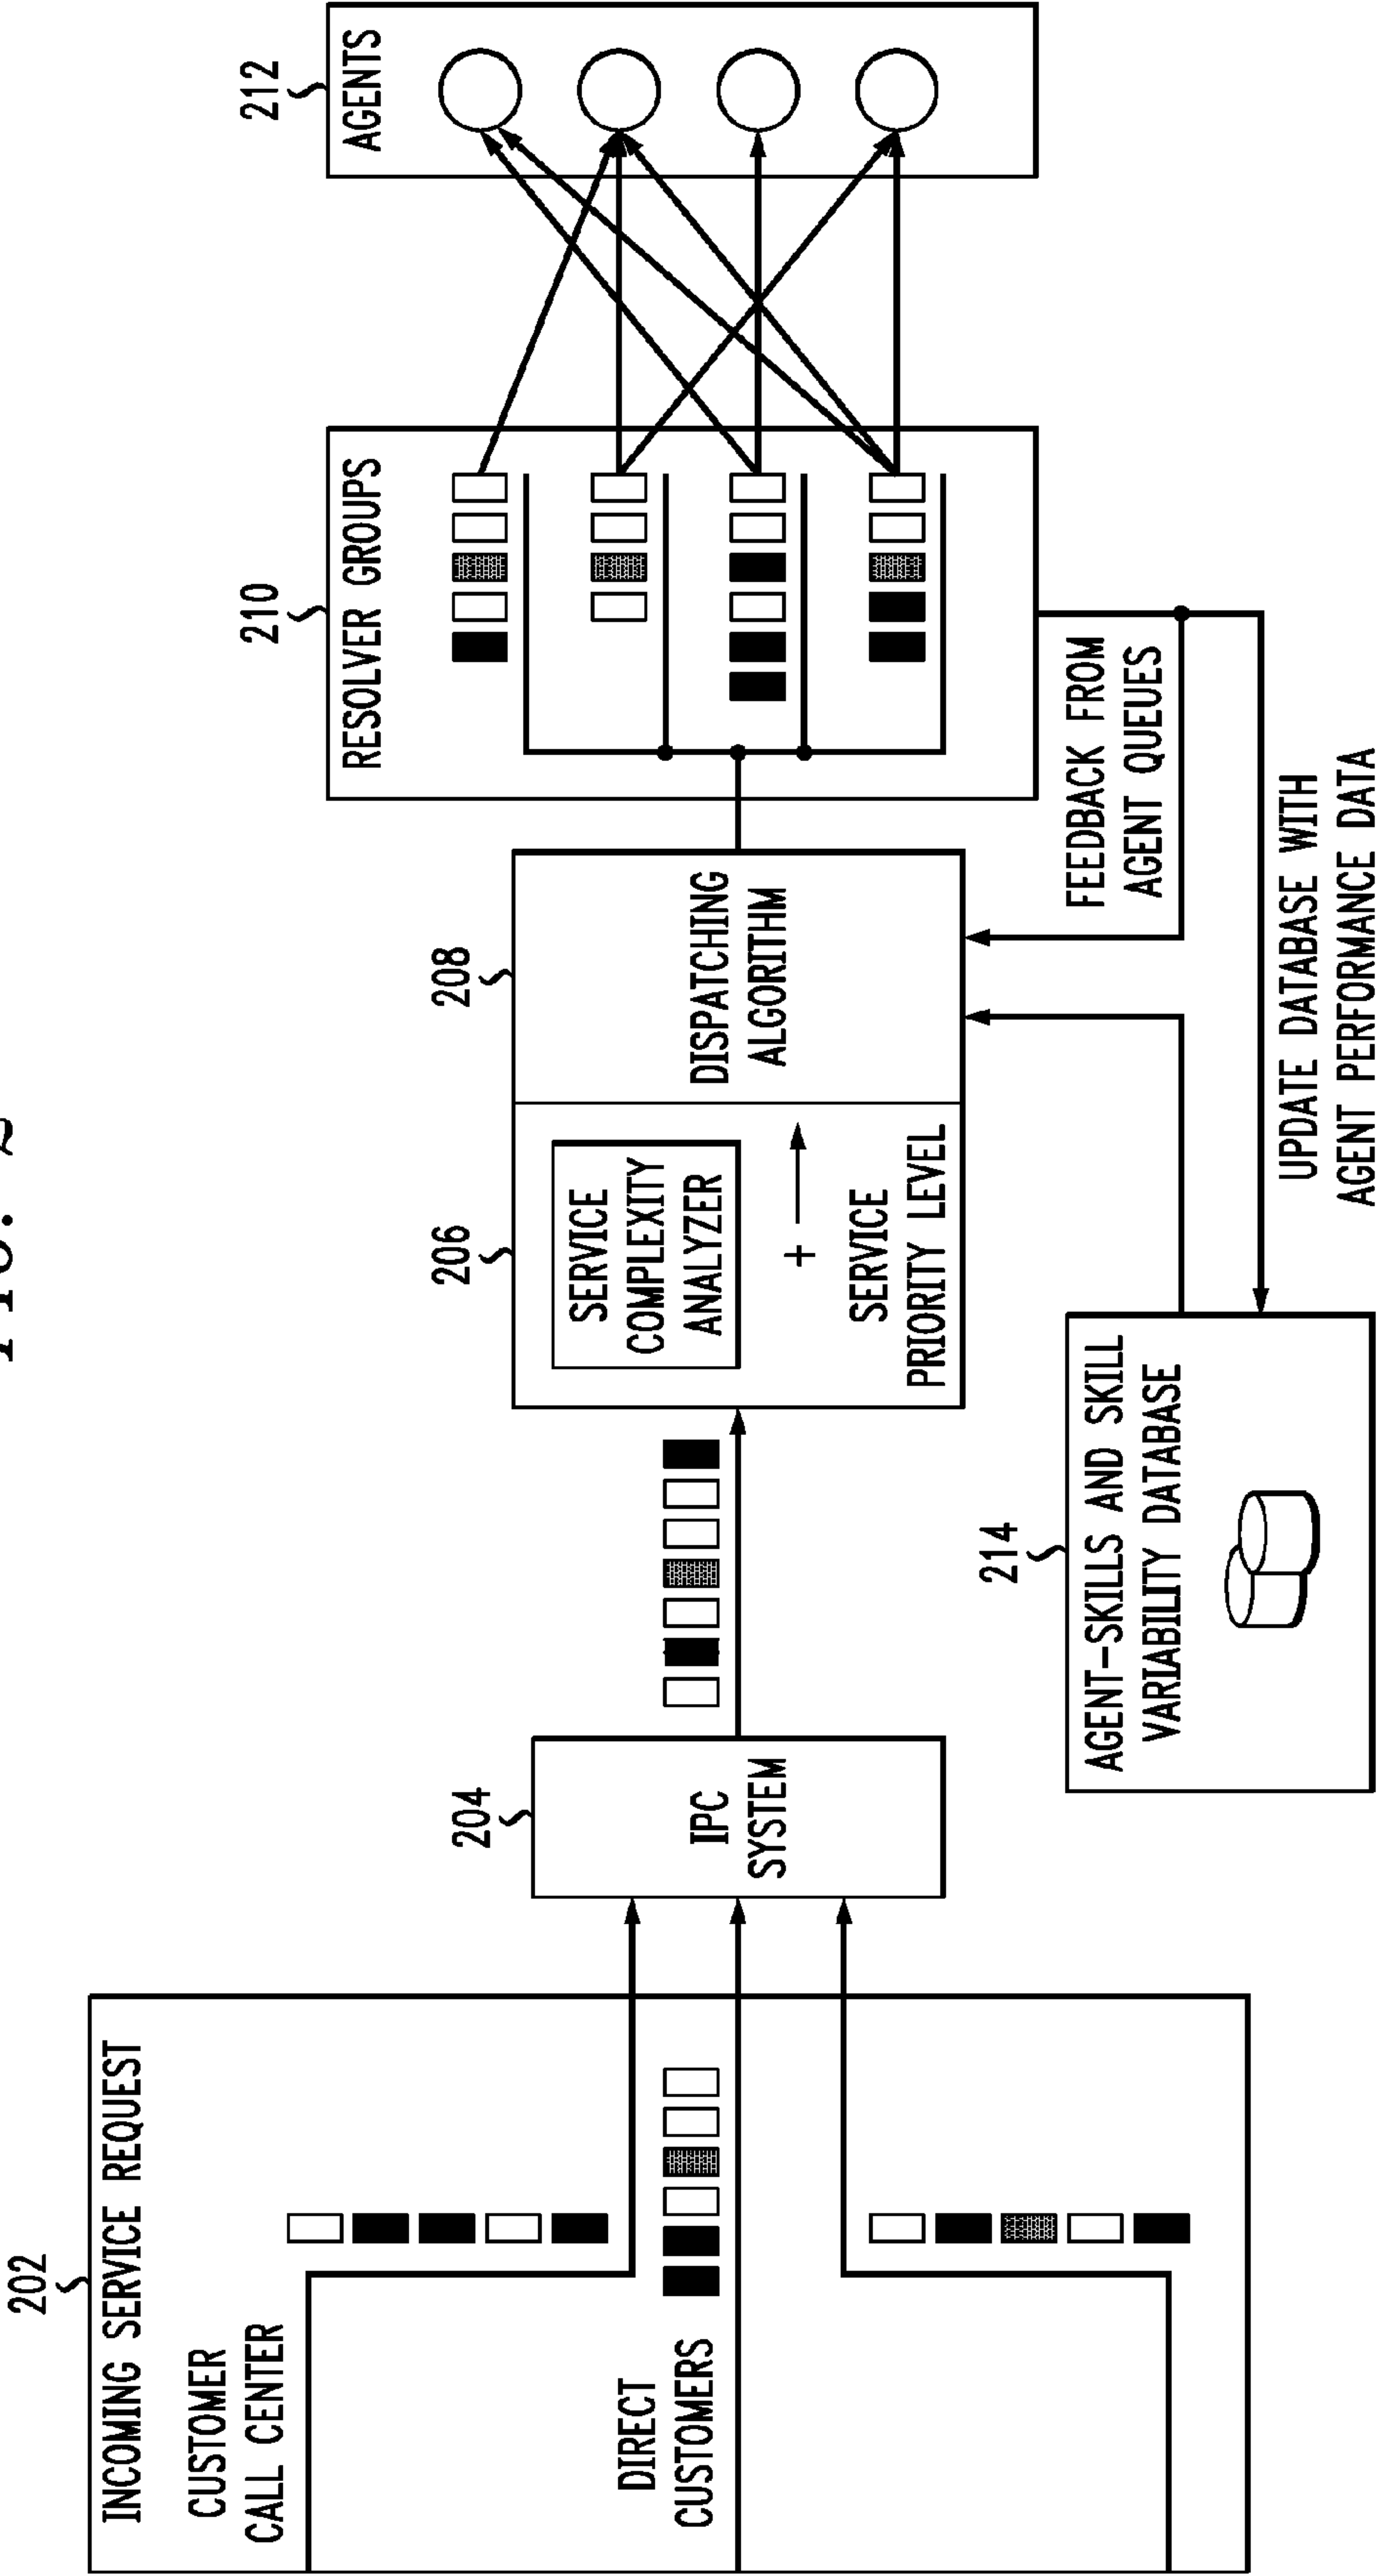 FIG. 2
202
INCOMING SERVICE REQUEST
CUSTOMER
CALL CENTER
DIRECT
CUSTOMERS
204
IPC
SYSTEM
206
SERVICE
COMPLEXITY
ANALYZER
+
SERVICE
PRIORITY LEVEL
208
DISPATCHING
ALGORITHM
210
RESOLVER GROUPS
212
AGENTS
FEEDBACK FROM
AGENT QUEUES
UPDATE DATABASE WITH
AGENT PERFORMANCE DATA
214
AGENT-SKILLS AND SKILL
VARIABILITY DATABASE